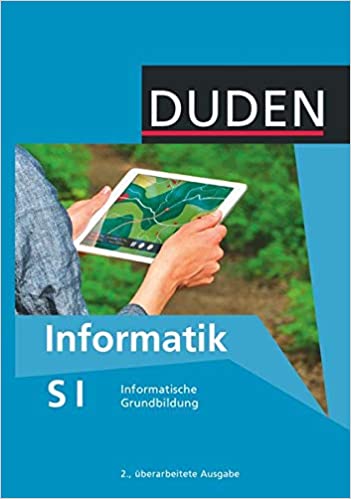 DUDEN
Informatik
S I
Informatische
Grundbildung
2., überarbeitete Ausgabe